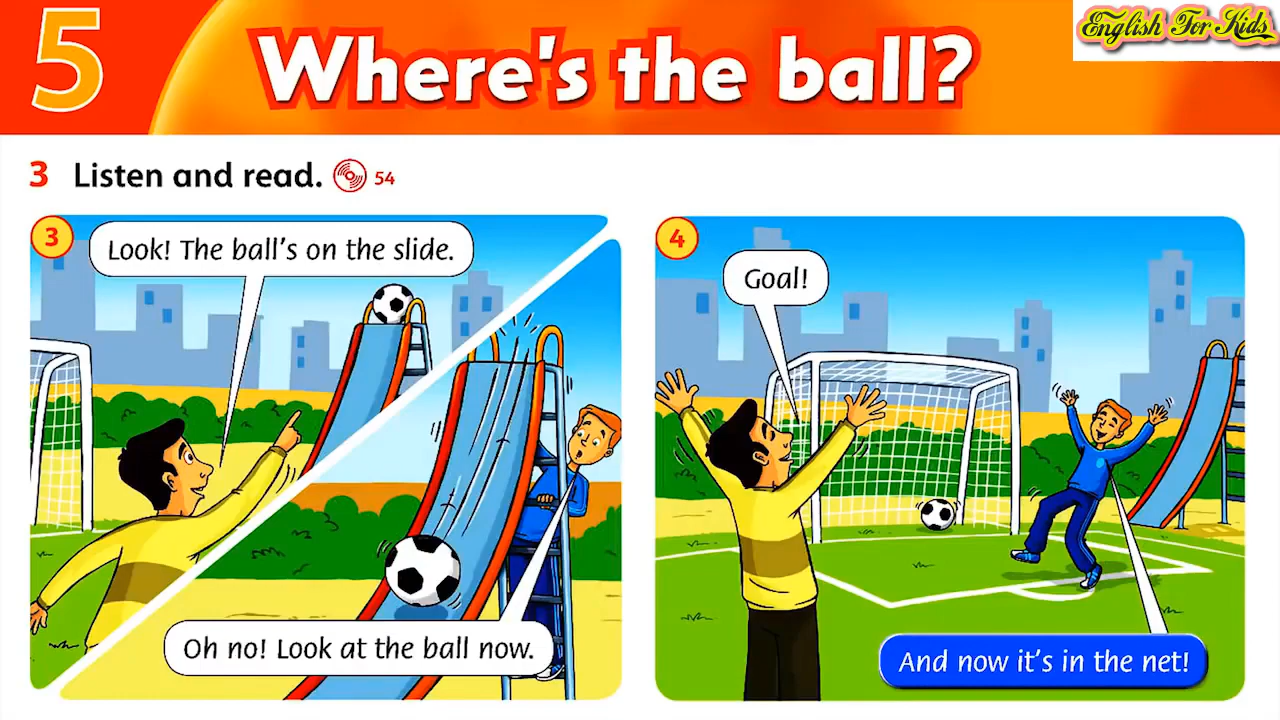 5
Where's the ball?
English For Kids
3 Listen and read. 54
3
Look! The ball's on the slide.
Oh no! Look at the ball now.
4
Goal!
And now it's in the net!